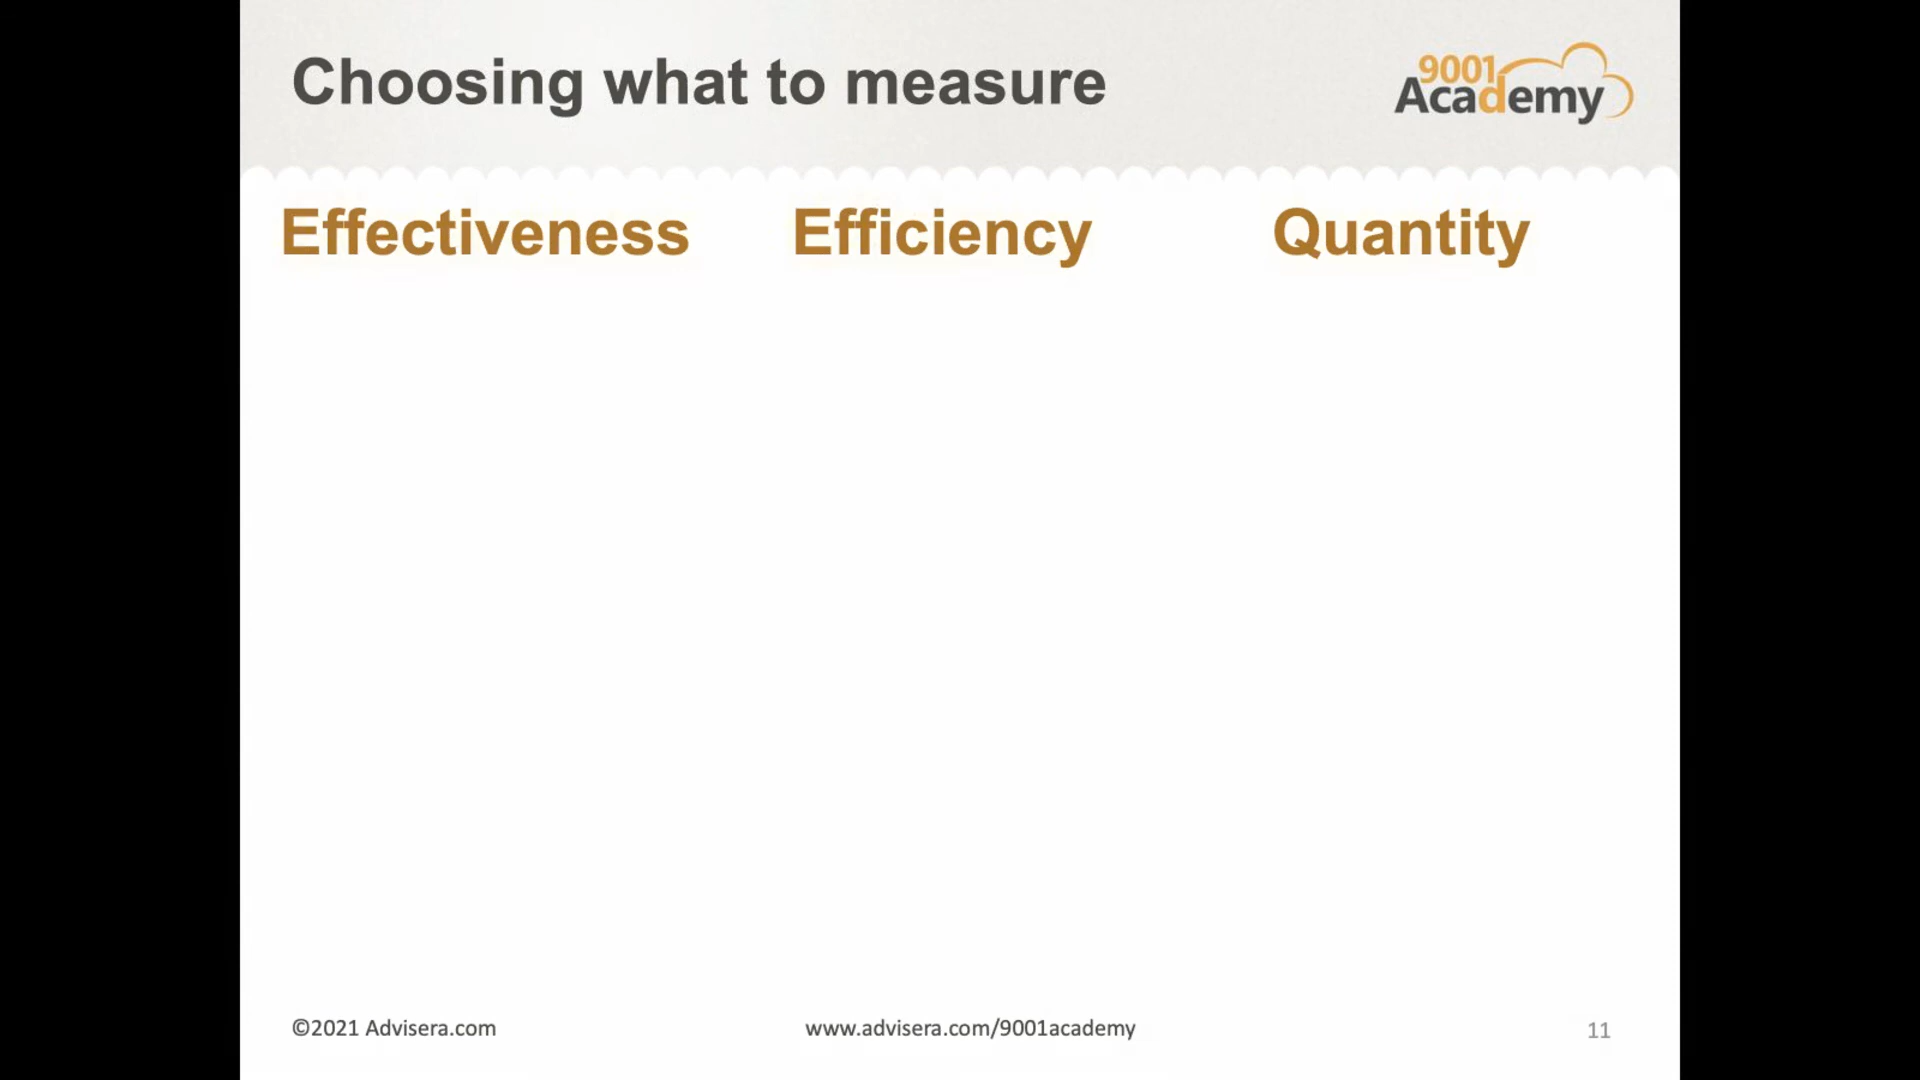 Choosing what to measure
9001
Academy
Effectiveness Efficiency Quantity
©2021 Advisera.com www.advisera.com/9001academy 11